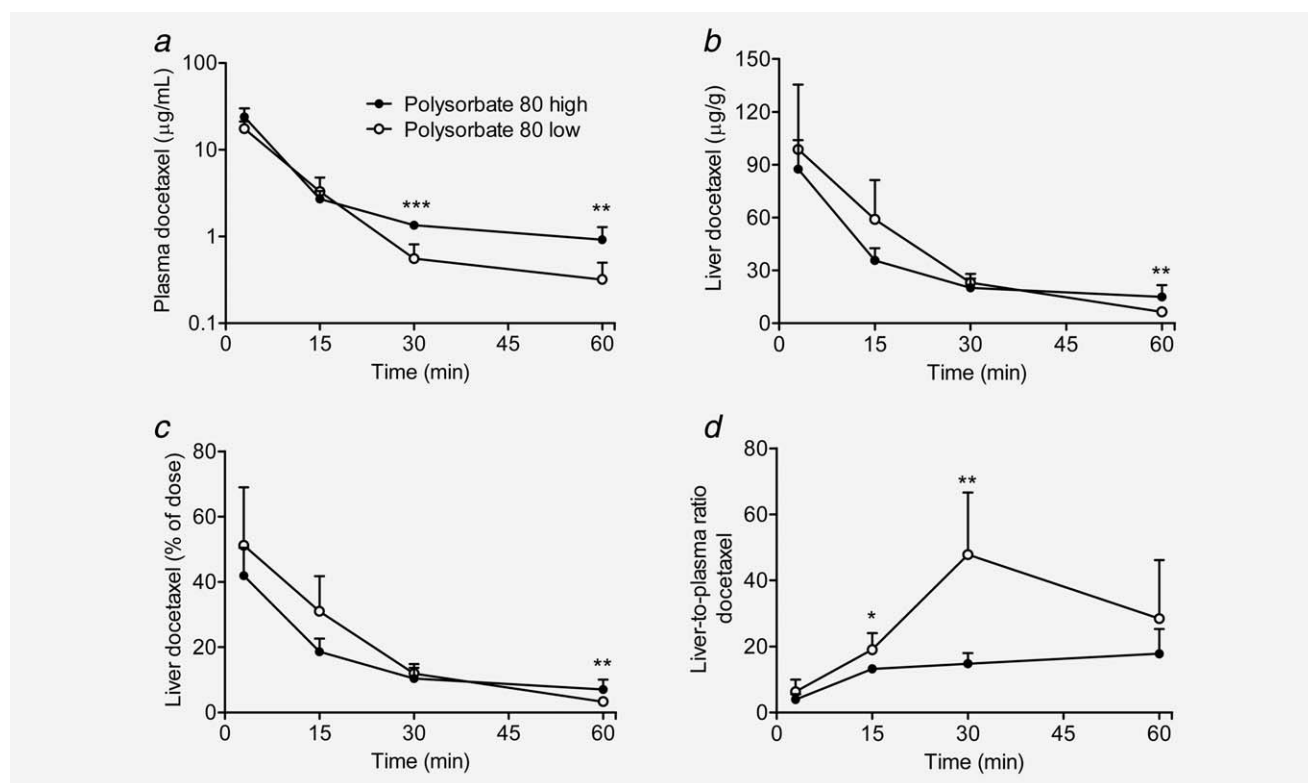 a
Plasma docetaxel (µg/mL)
100
10
1
0.1
Polysorbate 80 high
Polysorbate 80 low
***
**
0 15 30 45 60
Time (min)
b
Liver docetaxel (µg/g)
150
120
90
60
30
0
**
0 15 30 45 60
Time (min)
c
Liver docetaxel (% of dose)
80
60
40
20
0
**
0 15 30 45 60
Time (min)
d
Liver-to-plasma ratio
docetaxel
80
60
40
20
0
*
**
0 15 30 45 60
Time (min)